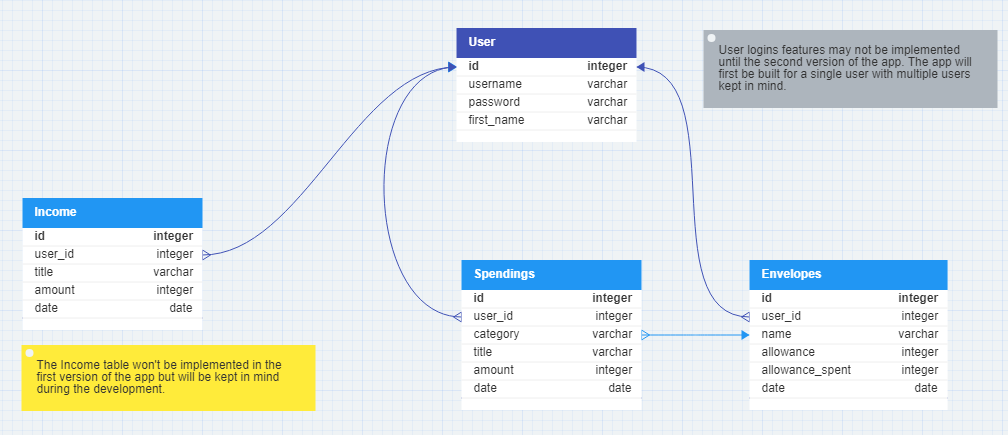 User
id integer
username varchar
password varchar
first_name varchar
User logins features may not be implemented
until the second version of the app. The app will
first be built for a single user with multiple users
kept in mind.
Income
id integer
user_id integer
title varchar
amount integer
date date
The Income table won't be implemented in the
first version of the app but will be kept in mind
during the development.
Spendings
id integer
user_id integer
category varchar
title varchar
amount integer
date date
Envelopes
id integer
user_id integer
name varchar
allowance integer
allowance_spent integer
date date